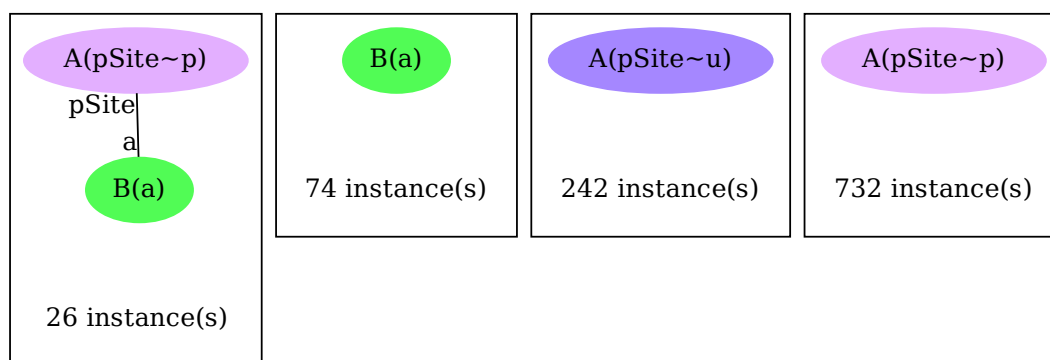 A(pSite~p)
pSite
a
B(a)
26 instance(s)
B(a)
74 instance(s)
A(pSite~u)
242 instance(s)
A(pSite~p)
732 instance(s)